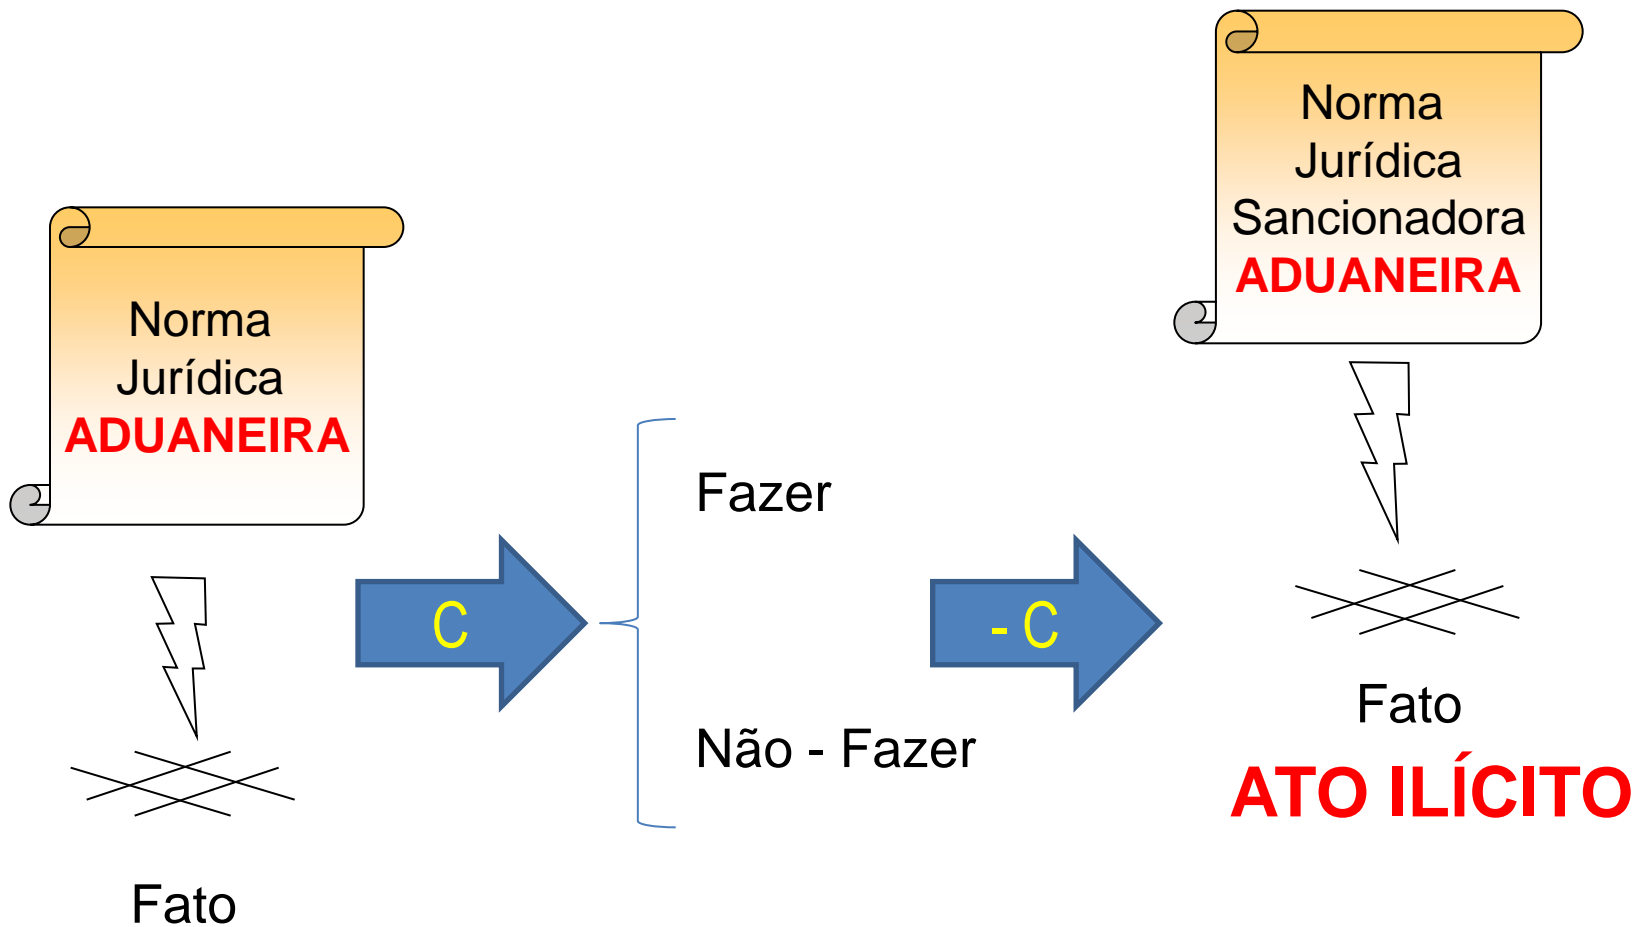 Norma
Jurídica
ADUANEIRA
Fato
C
Fazer
Não - Fazer
- C
Norma
Jurídica
Sancionadora
ADUANEIRA
Fato
ATO ILÍCITO